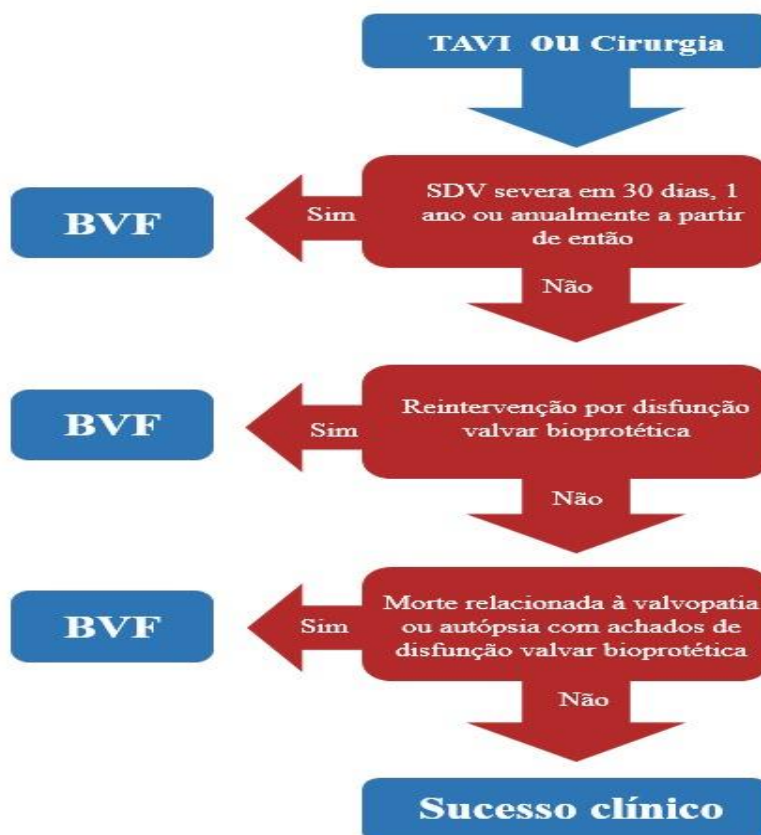 TAVI ou Cirurgia
SDV severa em 30 dias, 1
ano ou anualmente a partir
de então
Sim
BVF
Não
Reintervenção por disfunção
valvar bioprotética
Sim
BVF
Não
Morte relacionada à valvopatia
ou autópsia com achados de
disfunção valvar bioprotética
Sim
BVF
Não
Sucesso clínico